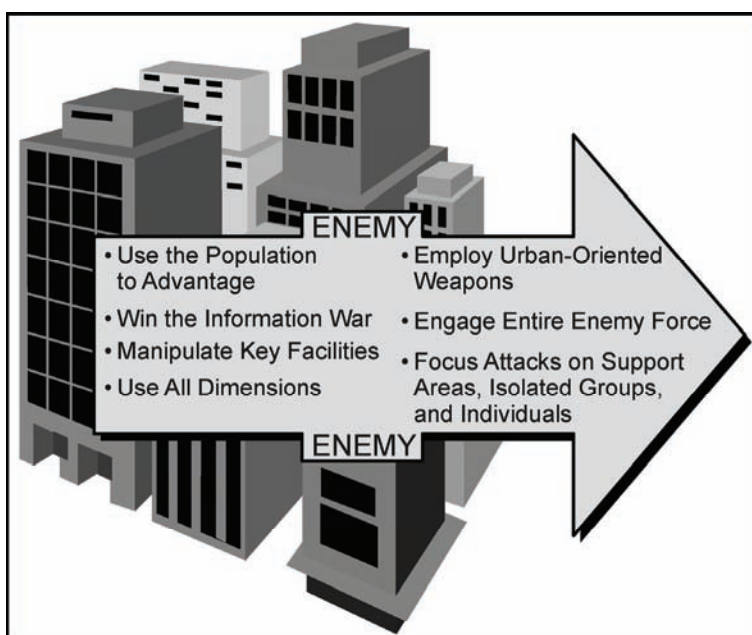 ENEMY
• Use the Population
to Advantage
• Win the Information War
• Manipulate Key Facilities
• Use All Dimensions
• Employ Urban-Oriented
Weapons
• Engage Entire Enemy Force
• Focus Attacks on Support
Areas, Isolated Groups,
and Individuals
ENEMY